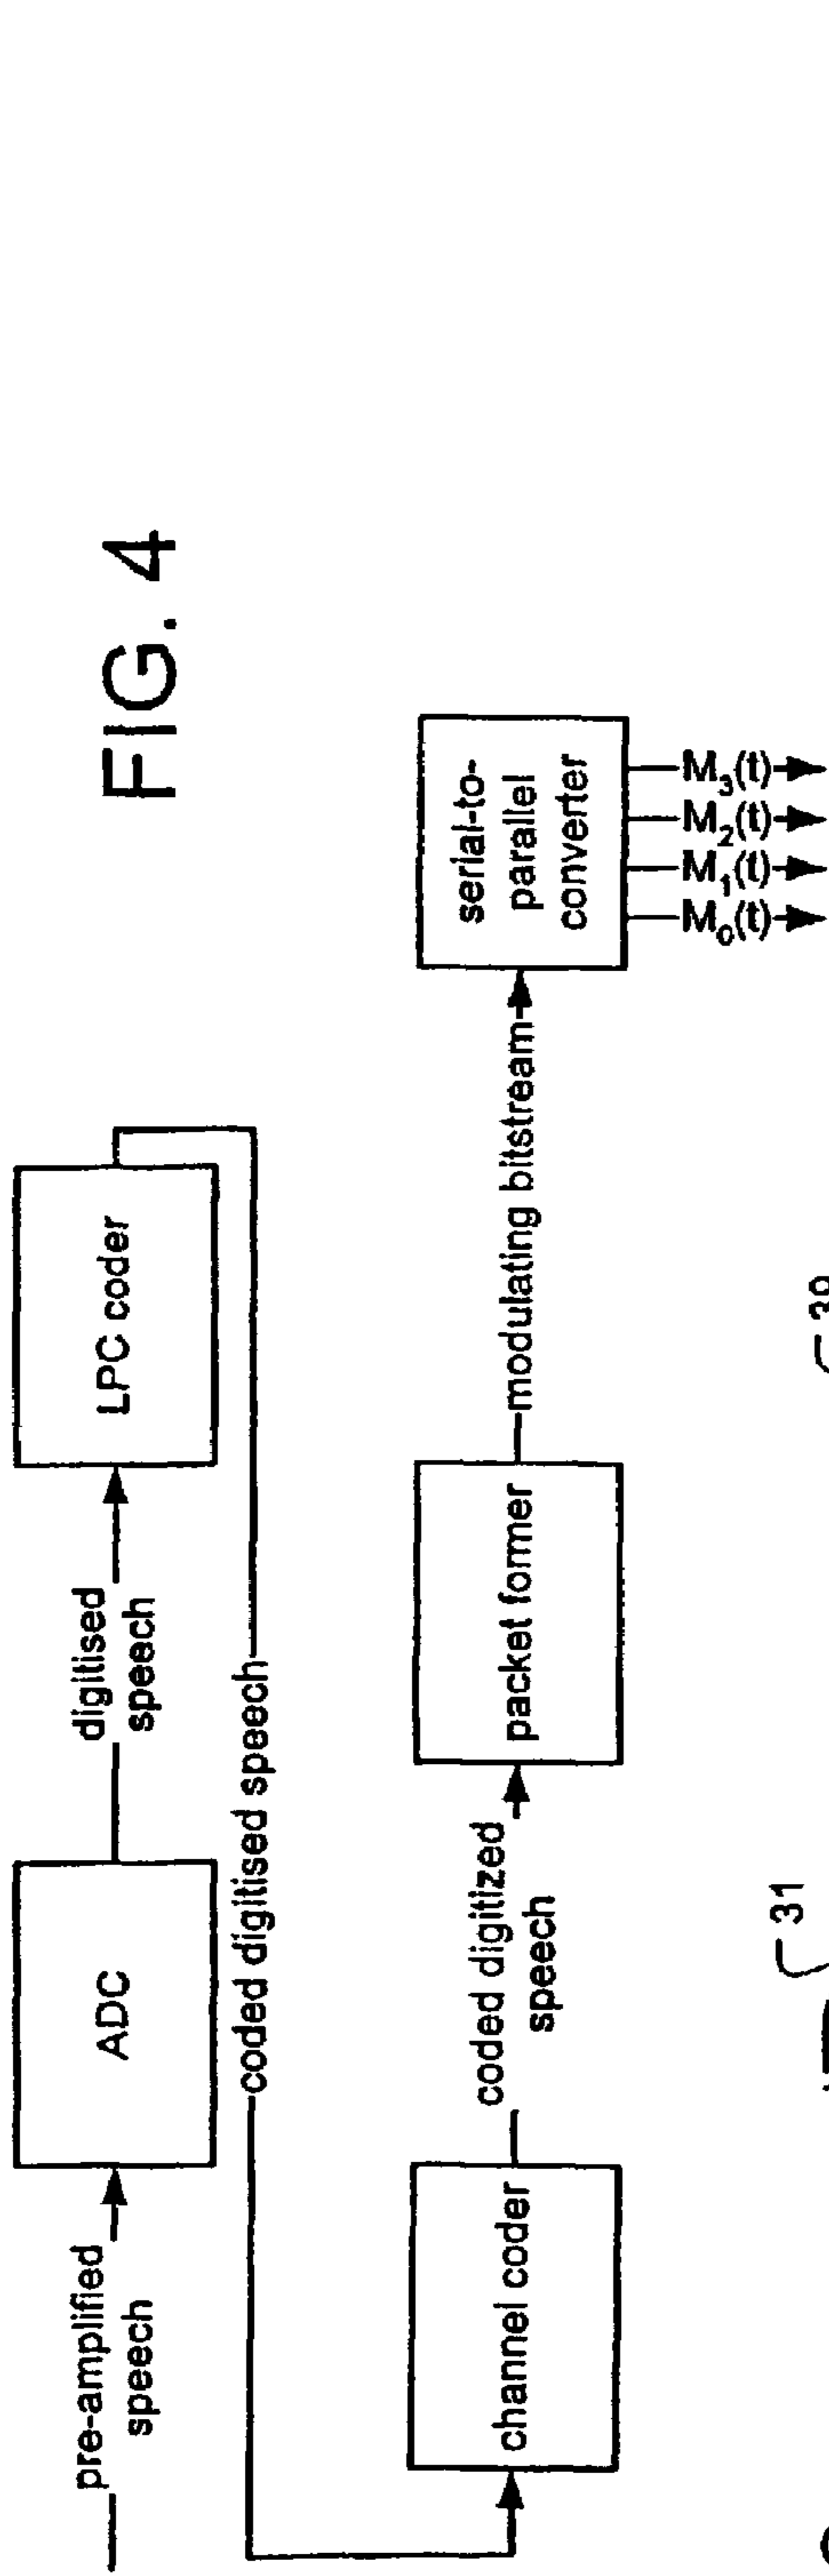 FIG. 4
pre-amplified
speech
ADC
digitised
speech
LPC coder
coded digitised speech
channel coder
coded digitized
speech
packet former
modulating bitstream
serial-to-
parallel
converter
M₀(t)
M₁(t)
M₂(t)
M₃(t)
31